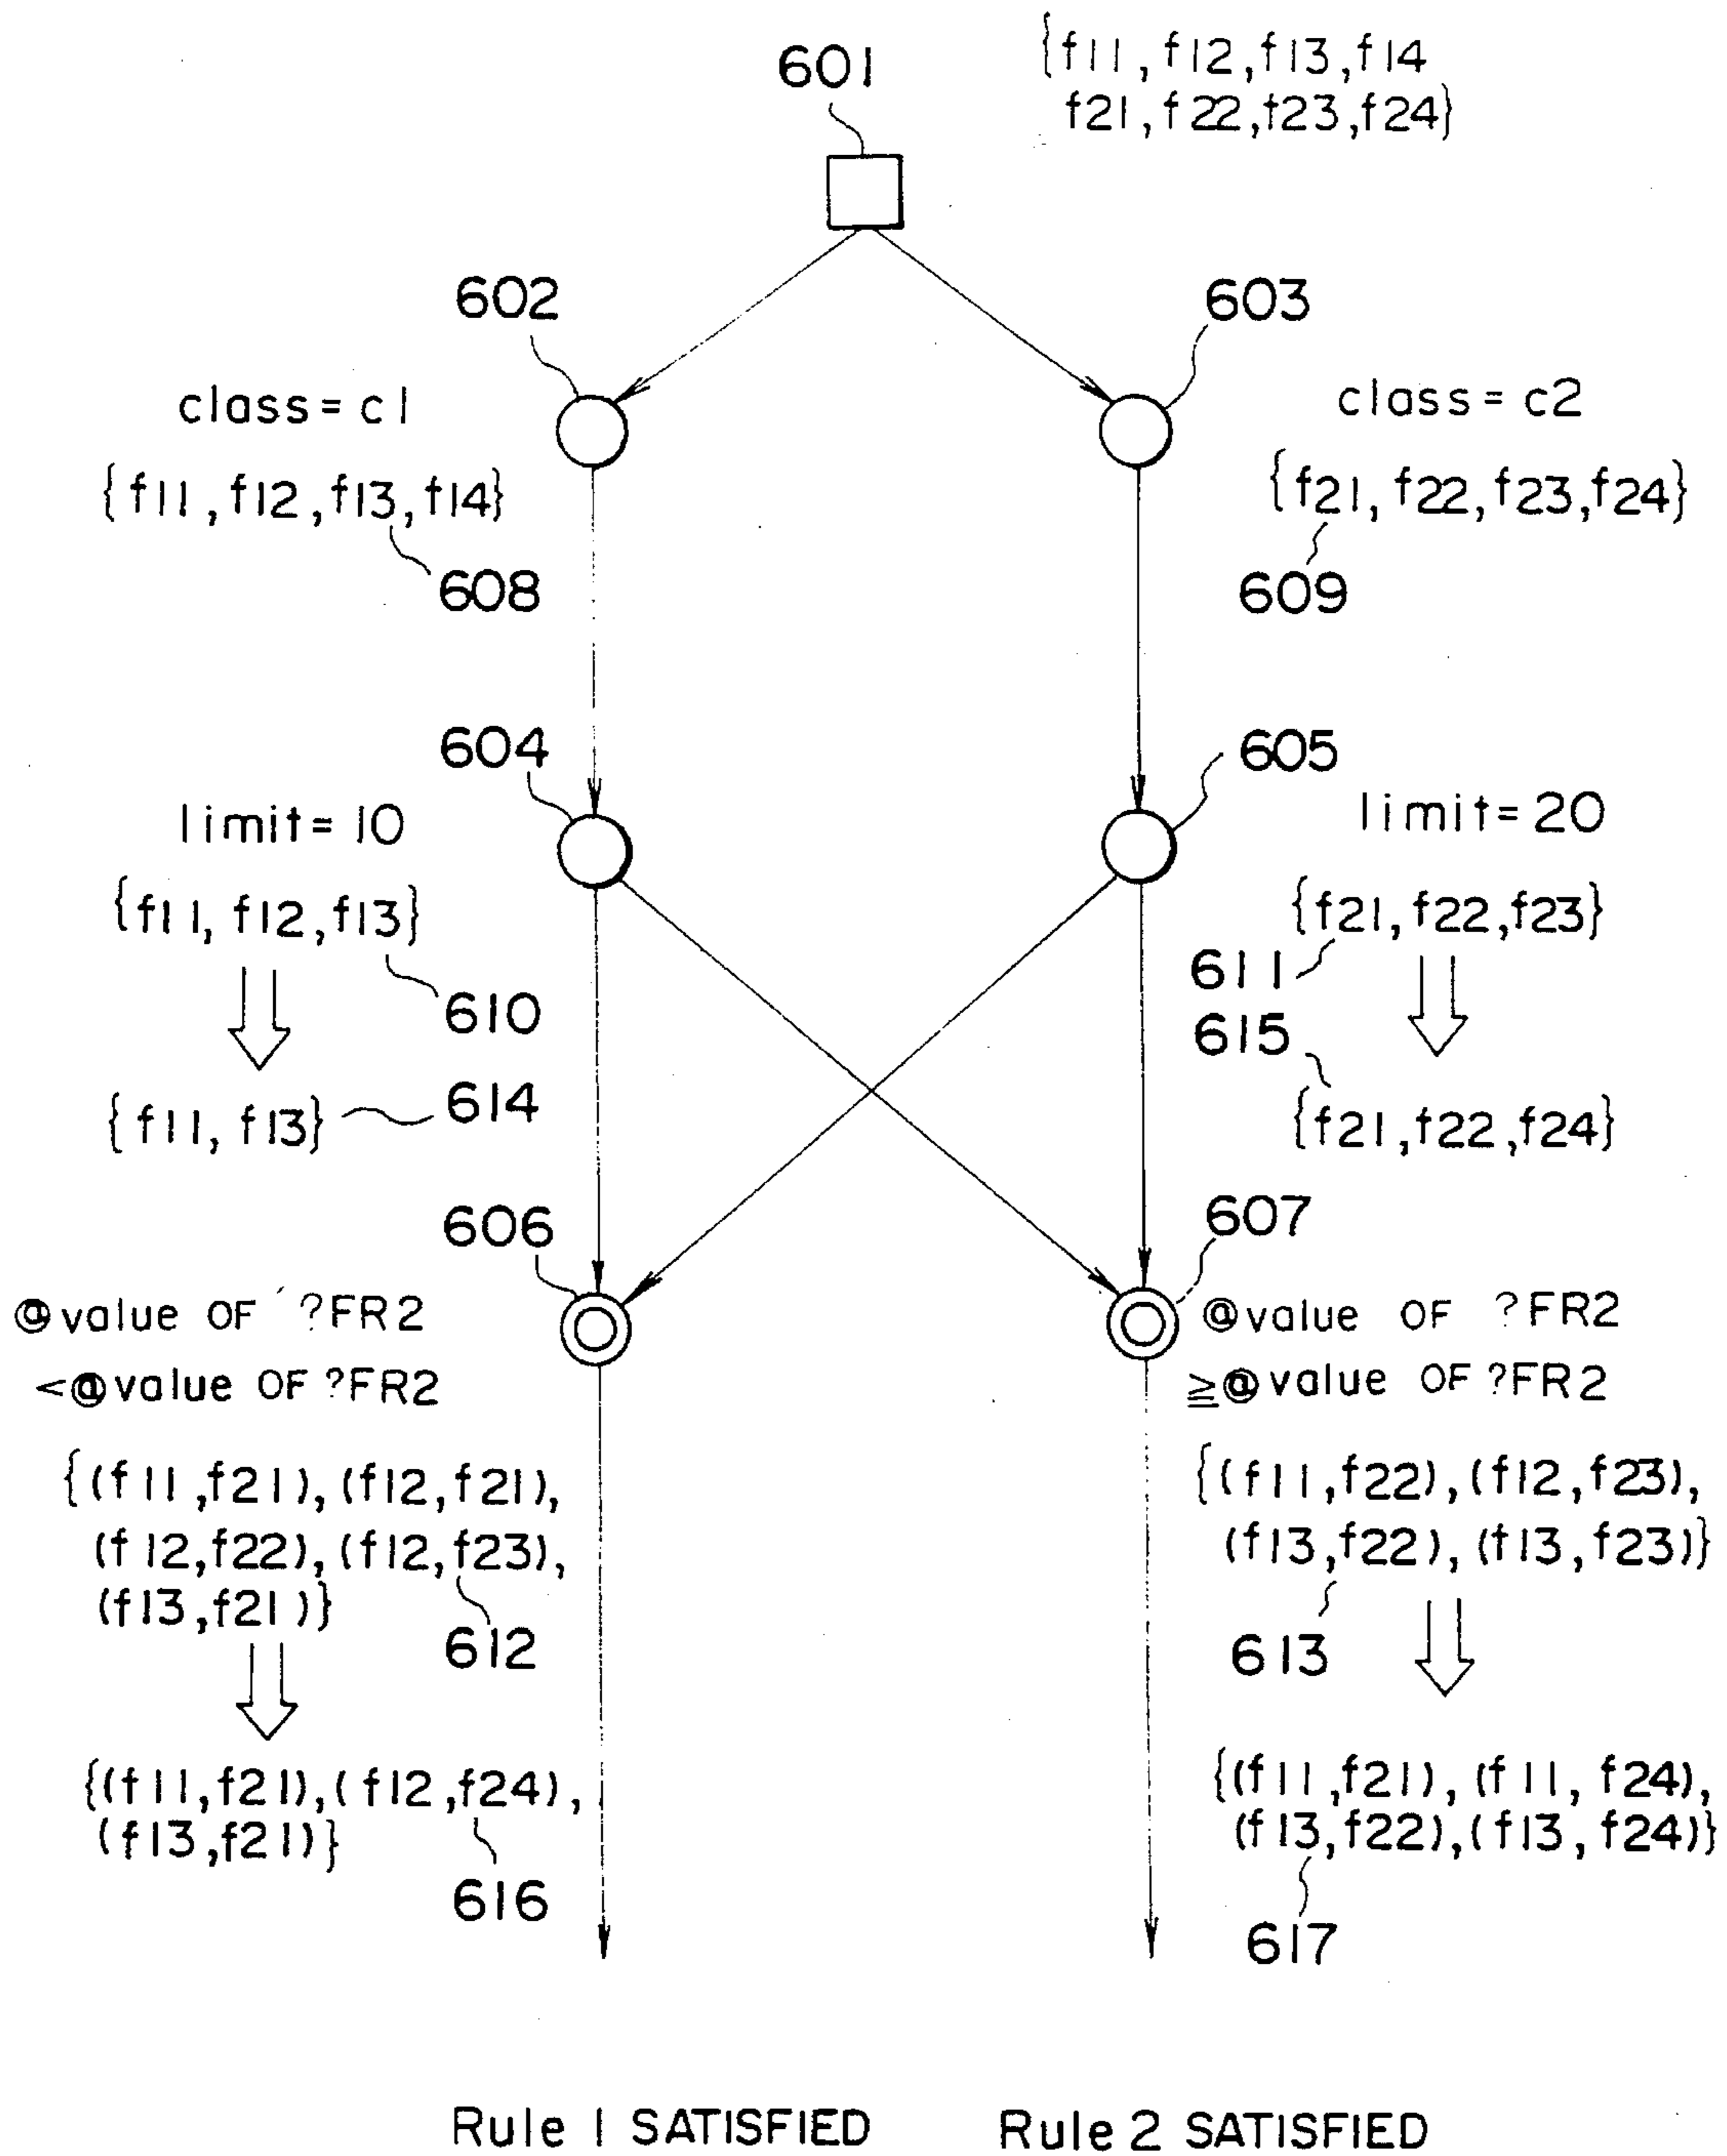 601
{f11, f12, f13, f14
f21, f22, f23, f24}
602
603
class = c1
class = c2
{f11, f12, f13, f14}
{f21, f22, f23, f24}
608
609
604
605
limit = 10
limit = 20
{f11, f12, f13}
{f21, f22, f23}
610
611
615
{f11, f13}
614
{f21, f22, f24}
606
607
@value OF ?FR2
<@value OF ?FR2
@value OF ?FR2
≧@value OF ?FR2
{(f11, f21), (f12, f21),
(f12, f22), (f12, f23),
(f13, f21)}
612
{(f11, f22), (f12, f23),
(f13, f22), (f13, f23)}
613
{(f11, f21), (f12, f24),
(f13, f21)}
616
{(f11, f21), (f11, f24),
(f13, f22), (f13, f24)}
617
Rule 1 SATISFIED
Rule 2 SATISFIED